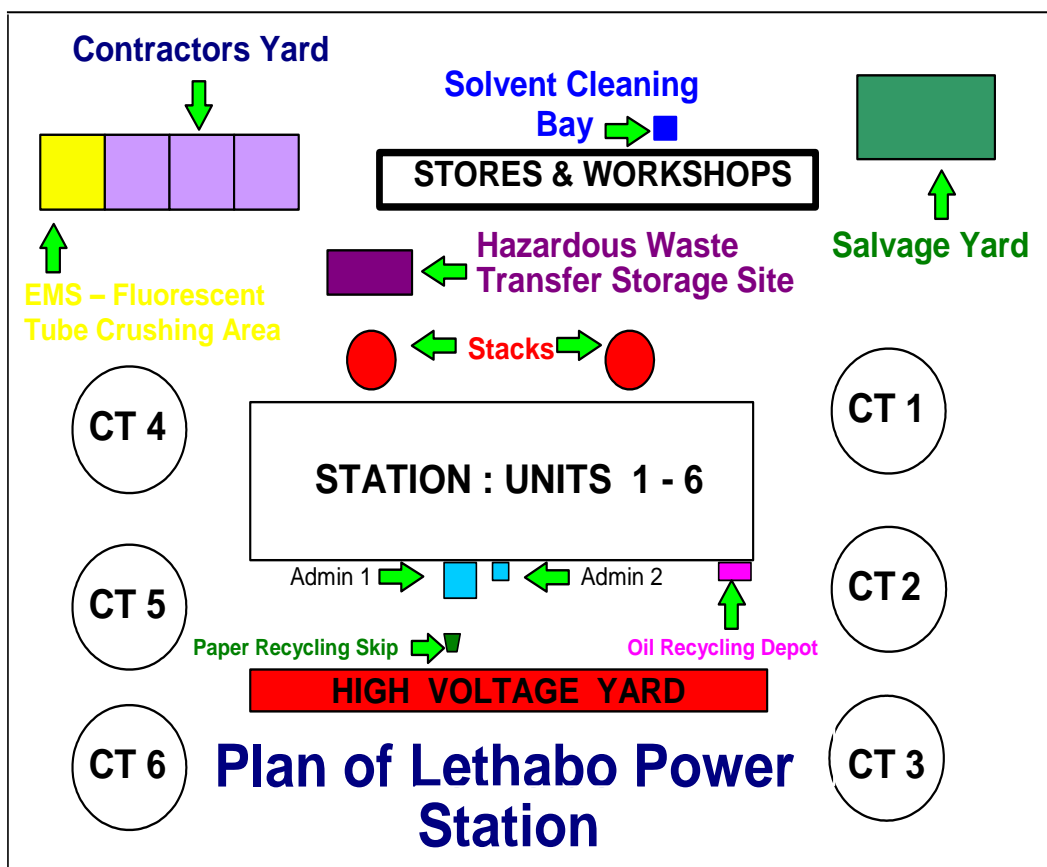 Contractors Yard
Solvent Cleaning
Bay
STORES & WORKSHOPS
Salvage Yard
Hazardous Waste
Transfer Storage Site
EMS – Fluorescent
Tube Crushing Area
Stacks
CT 4
CT 1
STATION : UNITS 1 - 6
Admin 1
Admin 2
CT 5
CT 2
Paper Recycling Skip
Oil Recycling Depot
HIGH VOLTAGE YARD
CT 6
CT 3
Plan of Lethabo Power
Station